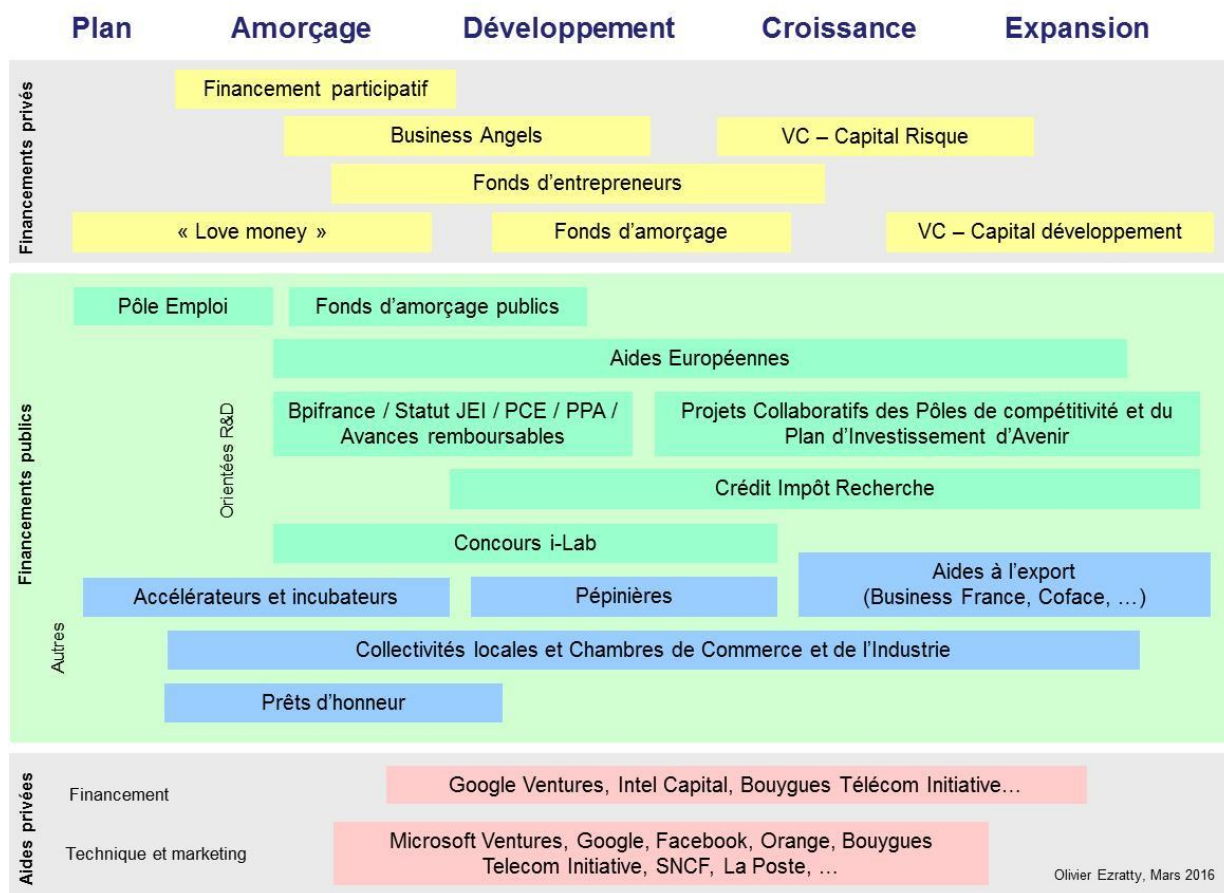 Plan
Amorçage
Développement
Croissance
Expansion
Financements privés
Financement participatif
Business Angels
VC – Capital Risque
Fonds d’entrepreneurs
« Love money »
Fonds d’amorçage
VC – Capital développement
Financements publics
Pôle Emploi
Fonds d’amorçage publics
Aides Européennes
Orientées R&D
Bpifrance / Statut JEI / PCE / PPA /
Avances remboursables
Projets Collaboratifs des Pôles de compétitivité et du
Plan d’Investissement d’Avenir
Crédit Impôt Recherche
Concours i-Lab
Autres
Accélérateurs et incubateurs
Pépinières
Aides à l’export
(Business France, Coface, …)
Collectivités locales et Chambres de Commerce et de l’Industrie
Prêts d’honneur
Aides privées
Financement
Google Ventures, Intel Capital, Bouygues Télécom Initiative…
Technique et marketing
Microsoft Ventures, Google, Facebook, Orange, Bouygues
Telecom Initiative, SNCF, La Poste, …
Olivier Ezratty, Mars 2016